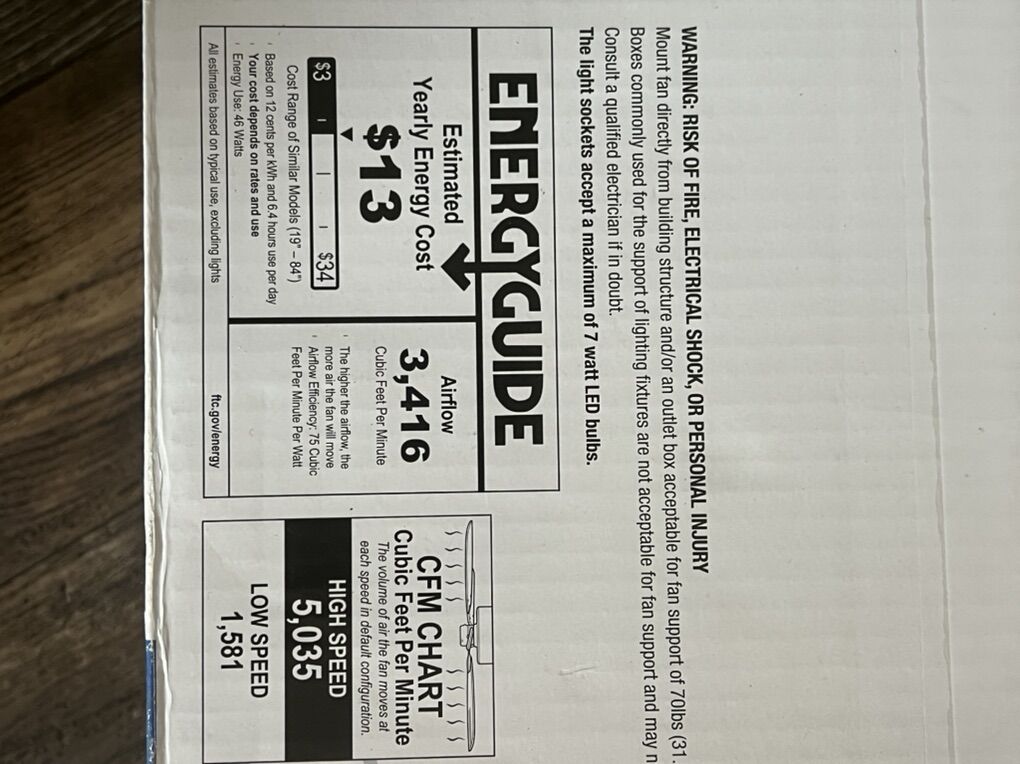 WARNING: RISK OF FIRE, ELECTRICAL SHOCK, OR PERSONAL INJURY
Mount fan directly from building structure and/or an outlet box acceptable for fan support of 70lbs (31.
Boxes commonly used for the support of lighting fixtures are not acceptable for fan support and may
Consult a qualified electrician if in doubt.
The light sockets accept a maximum of 7 watt LED bulbs.
ENERGYGUIDE
Estimated
Yearly Energy Cost
$13
$3
$34
Cost Range of Similar Models (19" – 84")
Based on 12 cents per kWh and 6.4 hours use per day
Your cost depends on rates and use
Energy Use: 46 Watts
Airflow
3,416
Cubic Feet Per Minute
The higher the airflow, the
more air the fan will move
Airflow Efficiency: 75 Cubic
Feet Per Minute Per Watt
All estimates based on typical use, excluding lights
ftc.gov/energy
CFM CHART
Cubic Feet Per Minute
The volume of air the fan moves at
each speed in default configuration.
HIGH SPEED
5,035
LOW SPEED
1,581